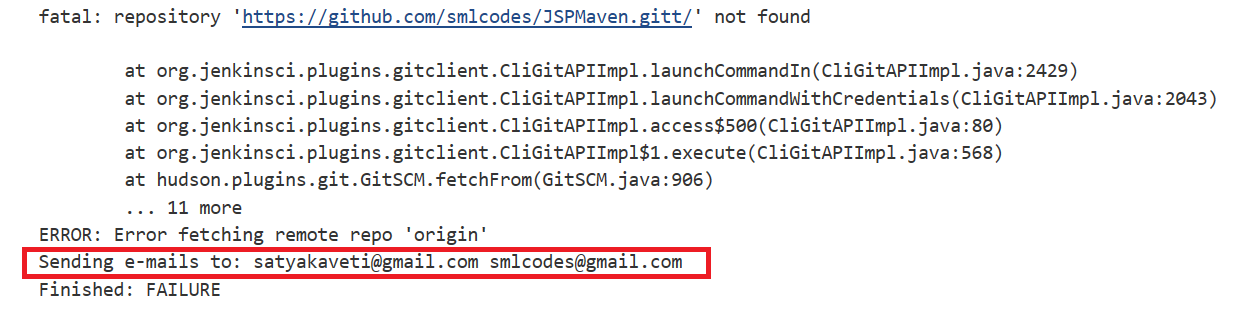 fatal: repository 'https://github.com/smlcodes/JSPMaven.gitt/' not found
at org.jenkinsci.plugins.gitclient.CliGitAPIImpl.launchCommandIn(CliGitAPIImpl.java:2429)
at org.jenkinsci.plugins.gitclient.CliGitAPIImpl.launchCommandWithCredentials(CliGitAPIImpl.java:2043)
at org.jenkinsci.plugins.gitclient.CliGitAPIImpl.access$500(CliGitAPIImpl.java:80)
at org.jenkinsci.plugins.gitclient.CliGitAPIImpl$1.execute(CliGitAPIImpl.java:568)
at hudson.plugins.git.GitSCM.fetchFrom(GitSCM.java:906)
... 11 more
ERROR: Error fetching remote repo 'origin'
Sending e-mails to: satyakaveti@gmail.com smlcodes@gmail.com
Finished: FAILURE